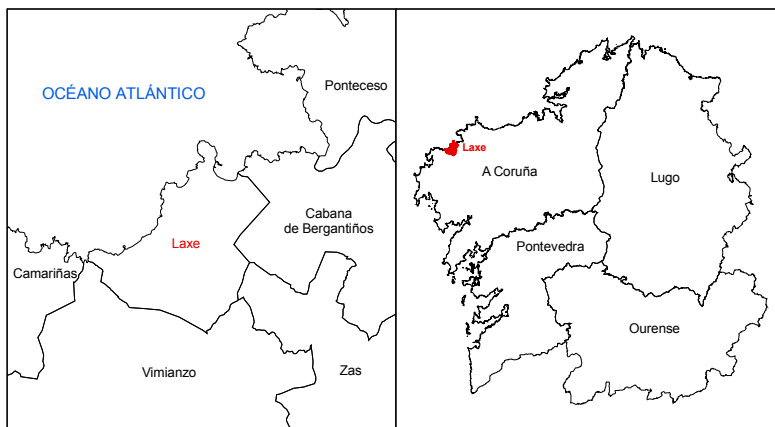 OCÉANO ATLÁNTICO
Ponteceso
Cabana
de Bergantiños
Laxe
Camariñas
Vimianzo
Zas
Laxe
A Coruña
Lugo
Pontevedra
Ourense